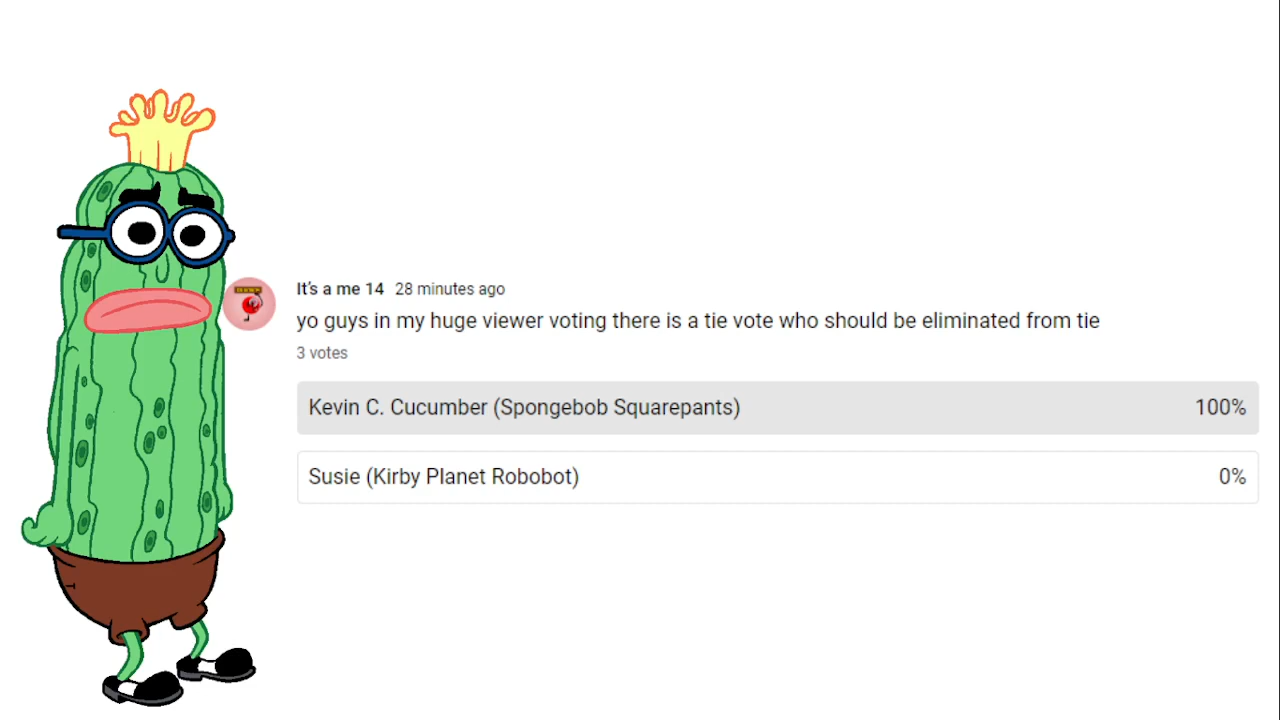 It's a me 14 28 minutes ago
yo guys in my huge viewer voting there is a tie vote who should be eliminated from tie
3 votes
Kevin C. Cucumber (Spongebob Squarepants) 100%
Susie (Kirby Planet Robobot) 0%